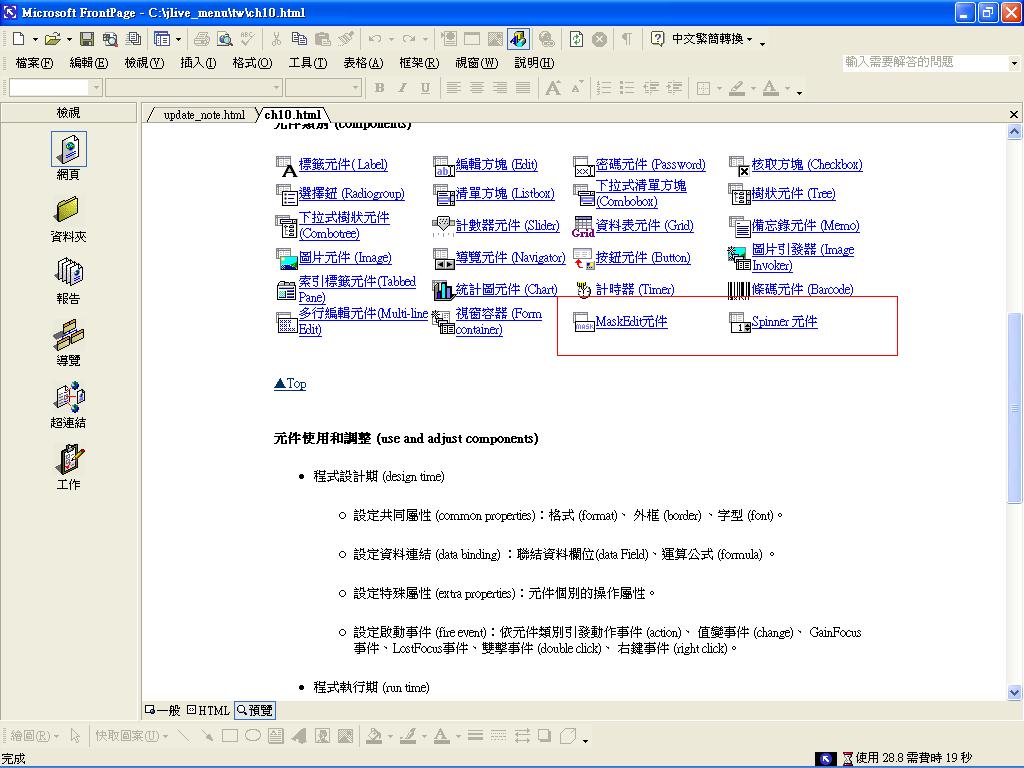 Microsoft FrontPage - C:\jlive_menu\tw\ch10.html
中文繁簡轉換
檔案(F) 編輯(E) 檢視(V) 插入(I) 格式(O) 工具(T) 表格(A) 框架(R) 視窗(W) 說明(H) 輸入需要解答的問題
檢視 update_note.html ch10.html
元件類別 (components)
標籤元件( Label) 編輯方塊 (Edit) 密碼元件 (Password) 核取方塊 (Checkbox)
選擇鈕 (Radiogroup) 清單方塊 (Listbox) 下拉式清單方塊 (Combobox) 樹狀元件 (Tree)
下拉式樹狀元件 (Combotree) 計數器元件 (Slider) 資料表元件 (Grid) 備忘錄元件 (Memo)
圖片元件 (Image) 導覽元件 (Navigator) 按鈕元件 (Button) 圖片引發器 (Image Invoker)
索引標籤元件(Tabbed Pane) 統計圖元件 (Chart) 計時器 (Timer) 條碼元件 (Barcode)
多行編輯元件(Multi-line Edit) 視窗容器 (Form container) MaskEdit元件 Spinner 元件
▲Top
元件使用和調整 (use and adjust components)
• 程式設計期 (design time)
○ 設定共同屬性 (common properties)：格式 (format)、 外框 (border) 、字型 (font)。
○ 設定資料連結 (data binding) ：聯結資料欄位(data Field)、運算公式 (formula) 。
○ 設定特殊屬性 (extra properties)：元件個別的操作屬性。
○ 設定啟動事件 (fire event)：依元件類別引發動作事件 (action)、 值變事件 (change)、 GainFocus
事件、LostFocus事件、雙擊事件 (double click)、 右鍵事件 (right click)。
• 程式執行期 (run time)
網頁
資料夾
報告
導覽
超連結
工作
一般 HTML 預覽
繪圖(R) 快取圖案(U)
完成 使用 28.8 需費時 19 秒